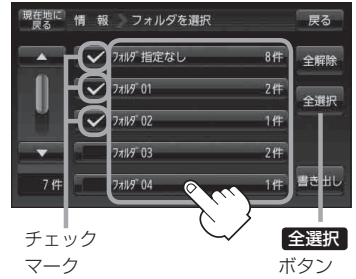 現在地に戻る 情 報 フォルダを選択 戻る
フォルダ 指定なし 8件 全解除
フォルダ 01 2件
全選択
フォルダ 02 1件
フォルダ 03 2件
7件 フォルダ 04 1件 書き出し
チェックマーク
全選択
ボタン